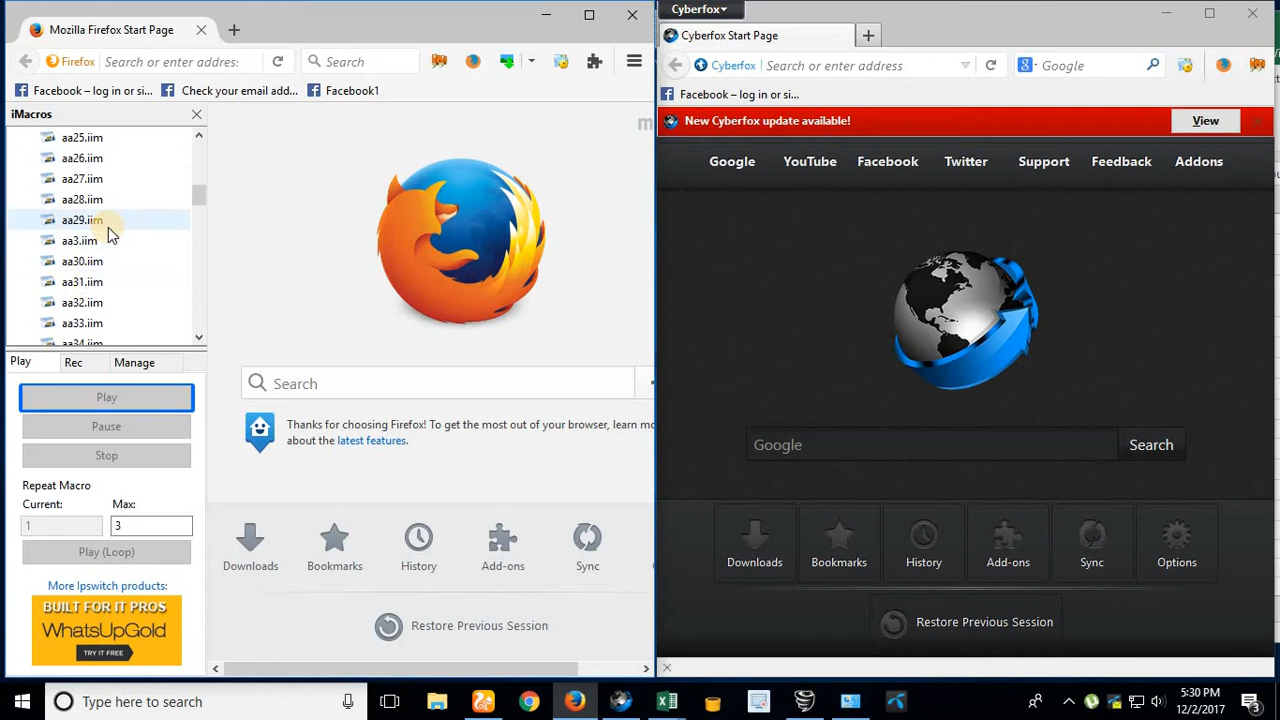 Mozilla Firefox Start Page
Firefox
Search or enter address
Search
Facebook – log in or si...
Check your email add...
Facebook1
iMacros
aa25.iim
aa26.iim
aa27.iim
aa28.iim
aa29.iim
aa3.iim
aa30.iim
aa31.iim
aa32.iim
aa33.iim
aa34.iim
Play
Rec
Manage
Play
Pause
Stop
Repeat Macro
Current:
Max:
1
3
Play (Loop)
More Ipswitch products:
BUILT FOR IT PROS
WhatsUpGold
TRY IT FREE
m
Search
Thanks for choosing Firefox! To get the most out of your browser, learn mo
about the latest features.
Downloads
Bookmarks
History
Add-ons
Sync
Restore Previous Session
Cyberfox
Cyberfox Start Page
Cyberfox
Search or enter address
Google
Facebook – log in or si...
New Cyberfox update available!
View
Google
YouTube
Facebook
Twitter
Support
Feedback
Addons
Google
Search
Downloads
Bookmarks
History
Add-ons
Sync
Options
Restore Previous Session
Type here to search
5:30 PM
12/2/2017
3